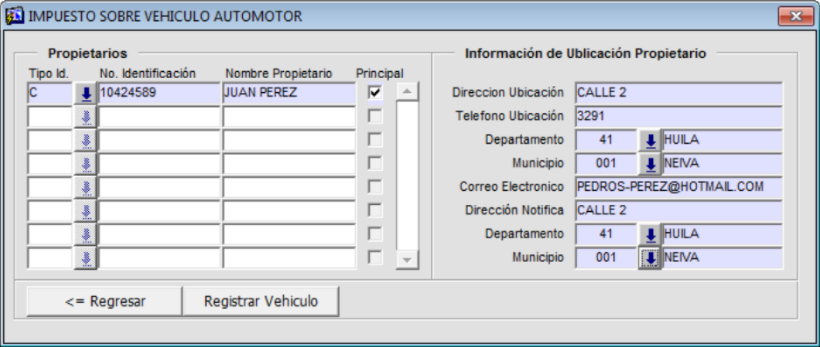 IMPUESTO SOBRE VEHICULO AUTOMOTOR
Propietarios
Tipo Id. No. Identificación Nombre Propietario Principal
C 10424589 JUAN PEREZ
Información de Ublicación Propietario
Direccion Ubicación CALLE 2
Telefono Ubicación 3291
Departamento 41 HUILA
Municipio 001 NEIVA
Correo Electronico PEDROS-PEREZ@HOTMAIL.COM
Dirección Notifica CALLE 2
Departamento 41 HUILA
Municipio 001 NEIVA
<= Regresar Registrar Vehiculo